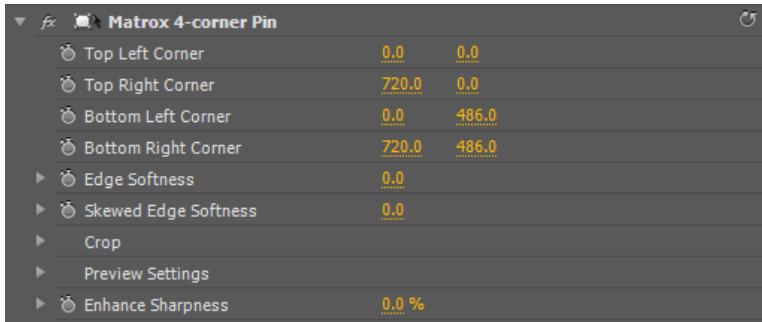 fx Matrox 4-corner Pin
Top Left Corner 0.0 0.0
Top Right Corner 720.0 0.0
Bottom Left Corner 0.0 486.0
Bottom Right Corner 720.0 486.0
Edge Softness 0.0
Skewed Edge Softness 0.0
Crop
Preview Settings
Enhance Sharpness 0.0 %